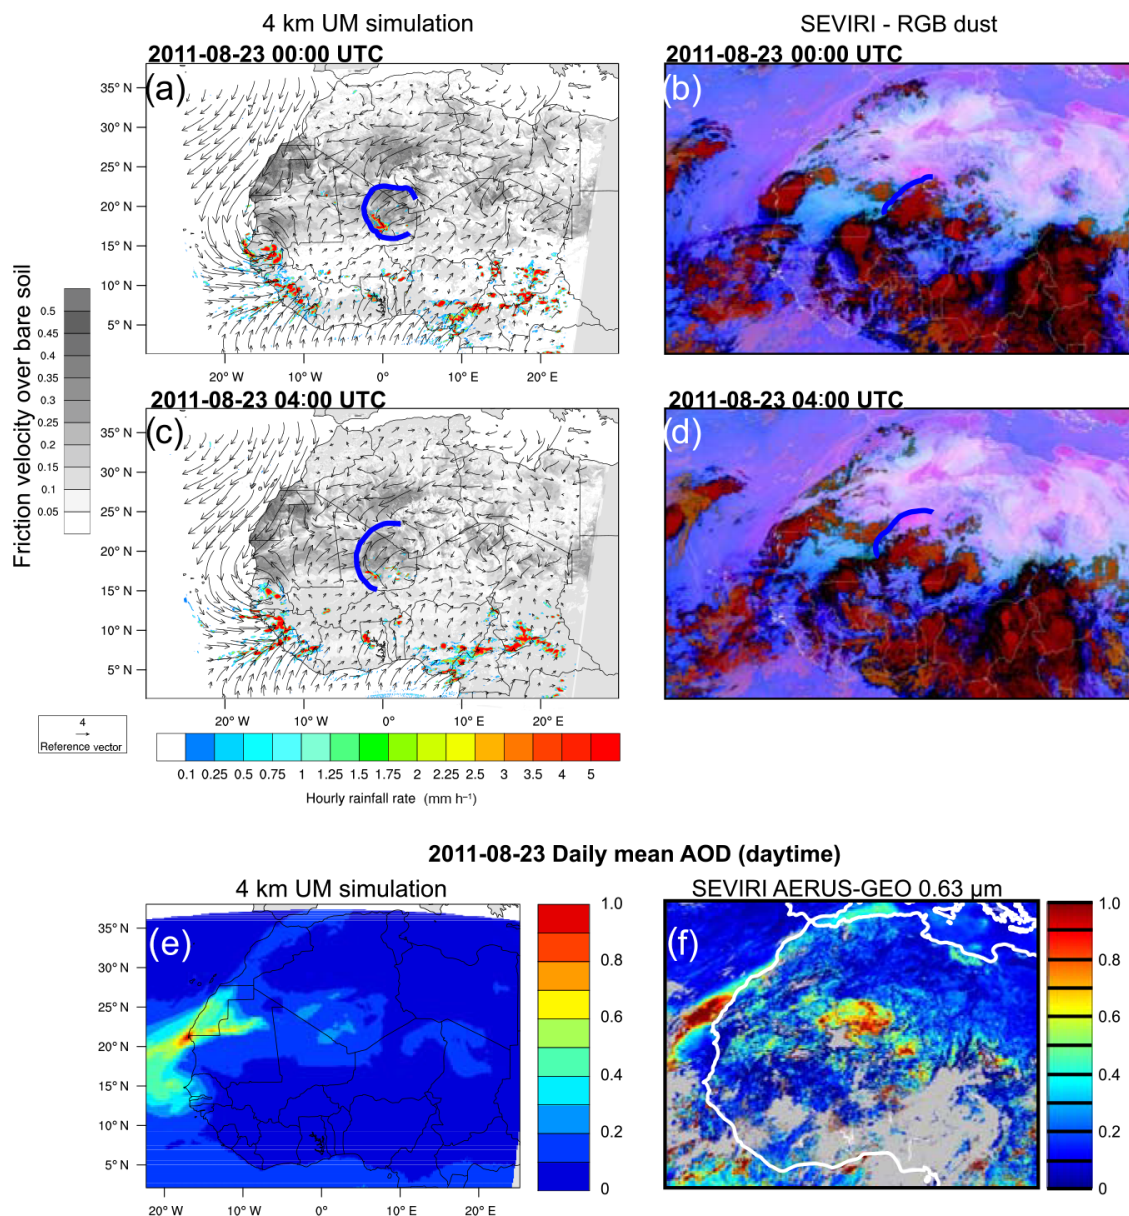 4 km UM simulation
SEVIRI - RGB dust
2011-08-23 00:00 UTC
2011-08-23 00:00 UTC
(a)
(b)
35° N
30° N
25° N
20° N
15° N
10° N
5° N
20° W
10° W
0°
10° E
20° E
Friction velocity over bare soil
0.5
0.45
0.4
0.35
0.3
0.25
0.2
0.15
0.1
0.05
2011-08-23 04:00 UTC
2011-08-23 04:00 UTC
(c)
(d)
35° N
30° N
25° N
20° N
15° N
10° N
5° N
20° W
10° W
0°
10° E
20° E
4
Reference vector
0.1 0.25 0.5 0.75 1 1.25 1.5 1.75 2 2.25 2.5 3 3.5 4 5
Hourly rainfall rate (mm h⁻¹)
2011-08-23 Daily mean AOD (daytime)
4 km UM simulation
SEVIRI AERUS-GEO 0.63 µm
(e)
(f)
35° N
30° N
25° N
20° N
15° N
10° N
5° N
20° W
10° W
0°
10° E
20° E
1.0
0.8
0.6
0.4
0.2
0
1.0
0.8
0.6
0.4
0.2
0